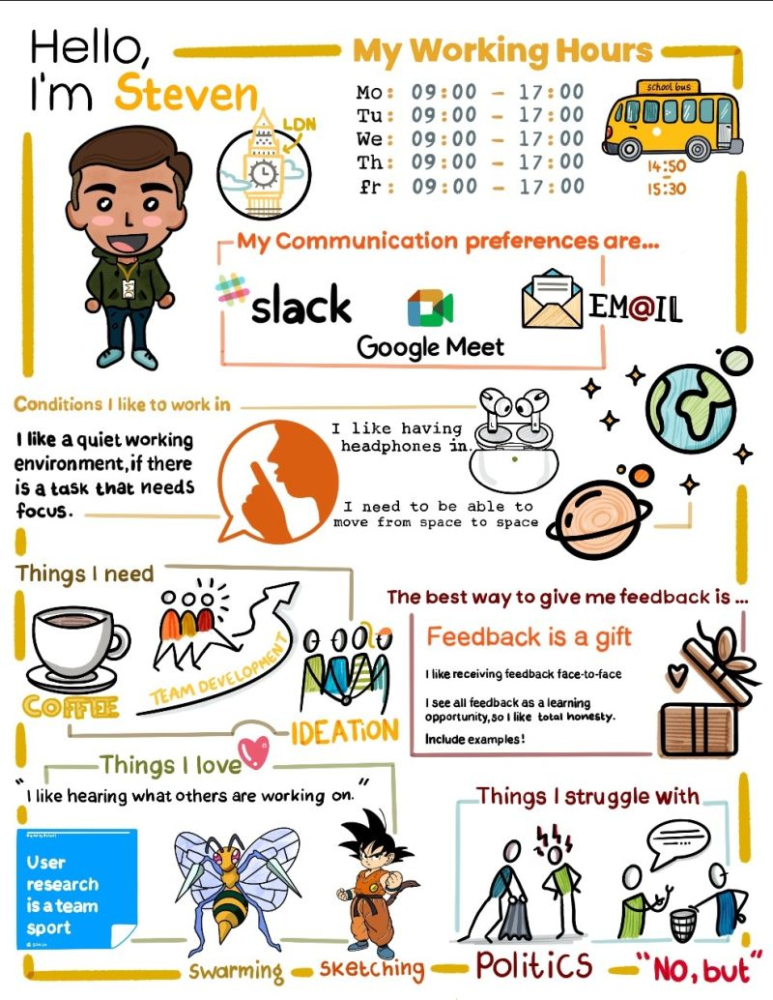 Hello,
I'm Steven
LDN
My Working Hours
Mo: 09:00 - 17:00
Tu: 09:00 - 17:00
We: 09:00 - 17:00
Th: 09:00 - 17:00
fr: 09:00 - 17:00
school bus
14:50
-
15:30
My Communication preferences are...
slack
Google Meet
EM@IL
Conditions I like to work in
I like a quiet working
environment, if there
is a task that needs
focus.
I like having
headphones in.
I need to be able to
move from space to space
Things I need
COFFEE
TEAM DEVELOPMENT
IDEATION
The best way to give me feedback is ...
Feedback is a gift
I like receiving feedback face-to-face
I see all feedback as a learning
opportunity, so I like total honesty.
Include examples!
Things I love
"I like hearing what others are working on."
User
research
is a team
sport
Swarming
Sketching
Things I struggle with
Politics
"No, but"